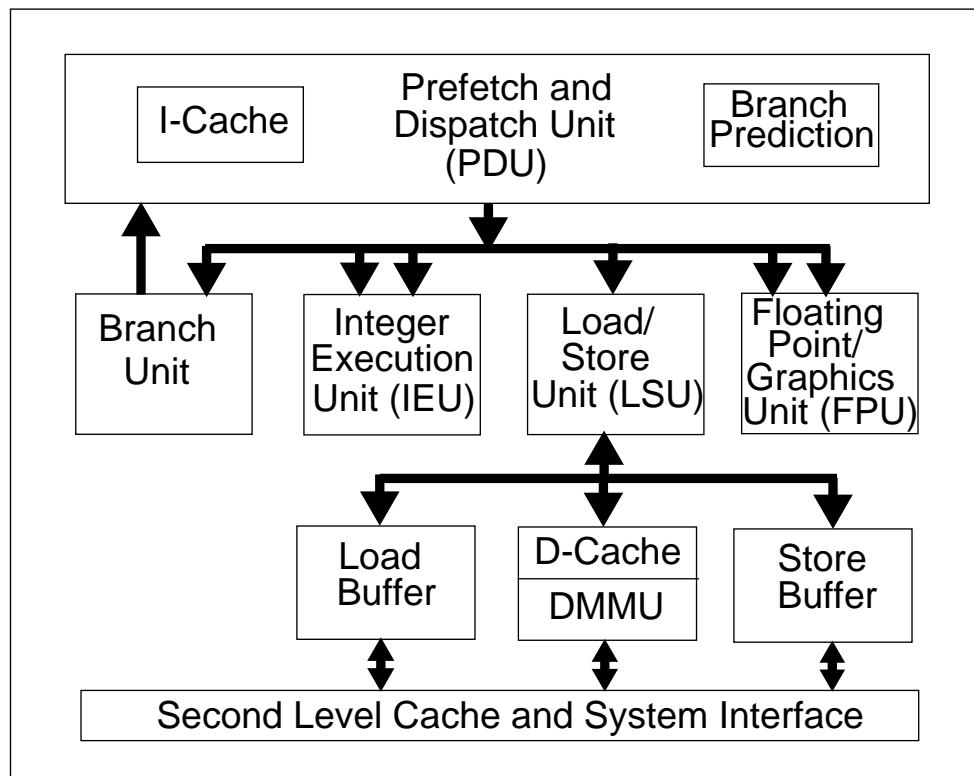 I-Cache
Prefetch and
Dispatch Unit
(PDU)
Branch
Prediction
Branch
Unit
Integer
Execution
Unit (IEU)
Load/
Store
Unit (LSU)
Floating
Point/
Graphics
Unit (FPU)
Load
Buffer
D-Cache
DMMU
Store
Buffer
Second Level Cache and System Interface